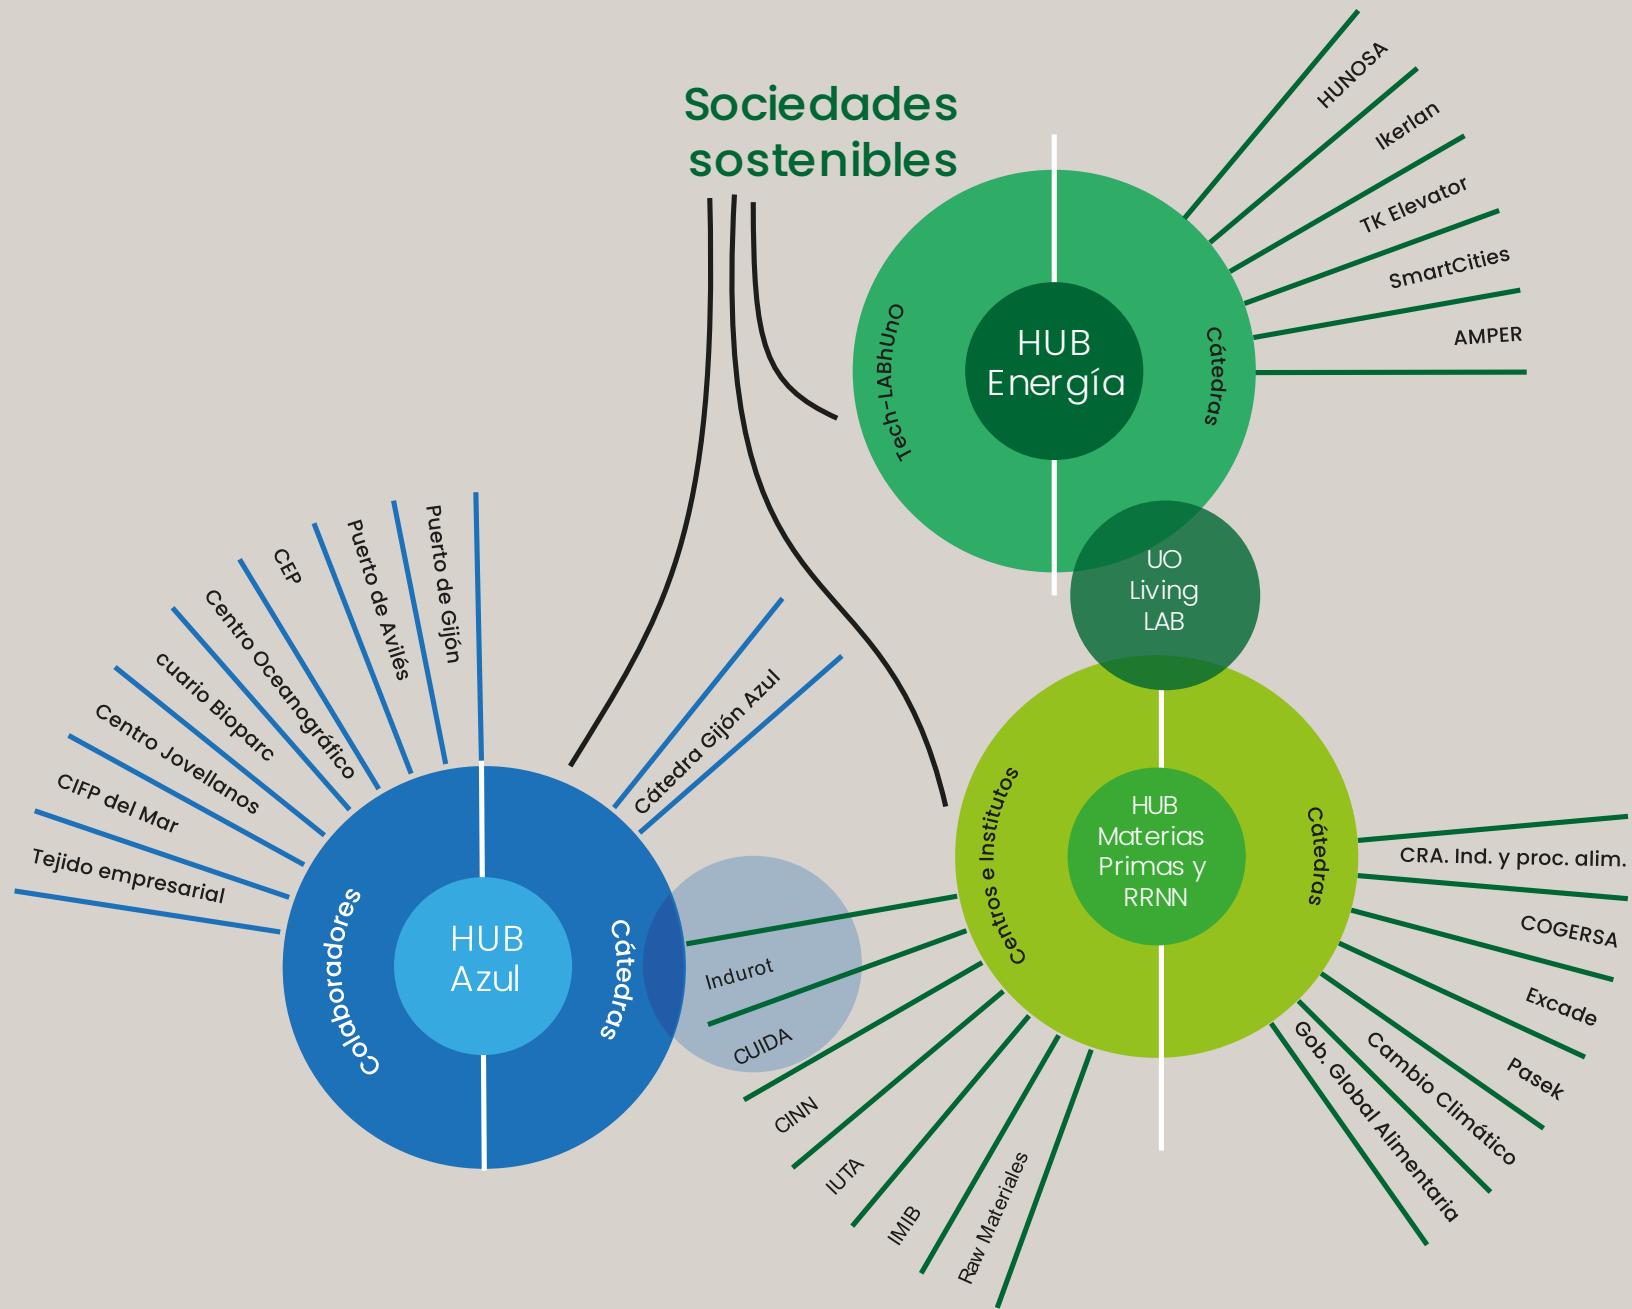 Sociedades
sostenibles
HUB
Energía
Tech-LABhUnO
Cátedras
HUNOSA
Ikerlan
TK Elevator
SmartCities
AMPER
UO
Living
LAB
HUB
Materias
Primas y
RRNN
Centros e Institutos
Cátedras
CRA. Ind. y proc. alim.
COGERSA
Excade
Pasek
Cambio Climático
Gob. Global Alimentaria
Indurot
CUIDA
CINN
IUTA
IMIB
Raw Materiales
HUB
Azul
Colaboradores
Cátedras
Cátedra Gijón Azul
Puerto de Gijón
Puerto de Avilés
CEP
Centro Oceanográfico
cuario Bioparc
Centro Jovellanos
CIFP del Mar
Tejido empresarial